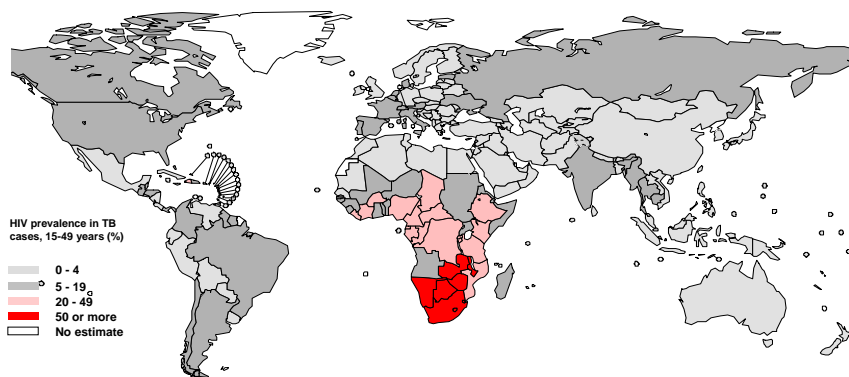 HIV prevalence in TB
cases, 15-49 years (%)
0 - 4
5 - 19
20 - 49
50 or more
No estimate